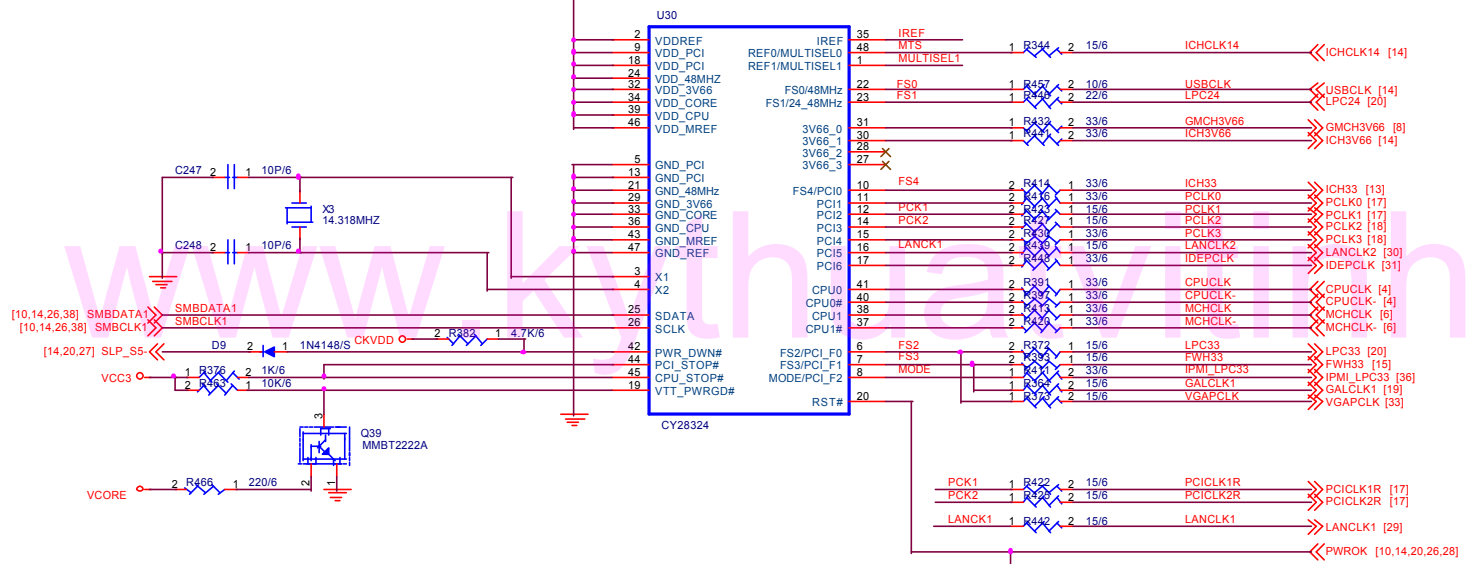 U30
2 VDDREF IREF 35 IREF
9 VDD_PCI REF0/MULTISEL0 48 MTS 1 R344 2 15/6 ICHCLK14 ICHCLK14 [14]
18 VDD_PCI REF1/MULTISEL1 1 MULTISEL1
24 VDD_48MHZ
32 VDD_3V66 FS0/48MHz 22 FS0 1 R457 2 10/6 USBCLK USBCLK [14]
34 VDD_CORE FS1/24_48MHz 23 FS1 1 R446 2 22/6 LPC24 LPC24 [20]
39 VDD_CPU
46 VDD_MREF 3V66_0 31 1 R432 2 33/6 GMCH3V66 GMCH3V66 [8]
3V66_1 30 1 R441 2 33/6 ICH3V66 ICH3V66 [14]
3V66_2 28
5 GND_PCI 3V66_3 27
C247 2 1 10P/6 13 GND_PCI
21 GND_48MHz FS4/PCI0 10 FS4 2 R414 1 33/6 ICH33 ICH33 [13]
29 GND_3V66 PCI1 11 2 R416 1 33/6 PCLK0 PCLK0 [17]
X3 33 GND_CORE PCI2 12 PCK1 2 R423 1 15/6 PCLK1 PCLK1 [17]
14.318MHZ 36 GND_CPU PCI3 14 PCK2 2 R427 1 15/6 PCLK2 PCLK2 [18]
43 GND_MREF PCI4 15 2 R430 1 33/6 PCLK3 PCLK3 [18]
C248 2 1 10P/6 47 GND_REF PCI5 16 LANCK1 2 R439 1 15/6 LANCLK2 LANCLK2 [30]
PCI6 17 2 R448 1 33/6 IDEPCLK IDEPCLK [31]
www.kythuatvitinh
3 X1
4 X2 CPU0 41 2 R391 1 33/6 CPUCLK CPUCLK [4]
CPU0# 40 2 R397 1 33/6 CPUCLK- CPUCLK- [4]
[10,14,26,38] SMBDATA1 SMBDATA1 25 SDATA CPU1 38 2 R413 1 33/6 MCHCLK MCHCLK [6]
[10,14,26,38] SMBCLK1 SMBCLK1 26 SCLK CPU1# 37 2 R420 1 33/6 MCHCLK- MCHCLK- [6]
CKVDD 2 R382 1 4.7K/6
[14,20,27] SLP_S5- D9 2 1 1N4148/S 42 PWR_DWN# FS2/PCI_F0 6 FS2 2 R372 1 15/6 LPC33 LPC33 [20]
44 PCI_STOP# FS3/PCI_F1 7 FS3 2 R393 1 15/6 FWH33 FWH33 [15]
VCC3 1 R376 2 1K/6 45 CPU_STOP# MODE/PCI_F2 8 MODE 2 R411 1 33/6 IPMI_LPC33 IPMI_LPC33 [36]
2 R463 1 10K/6 19 VTT_PWRGD# 2 R364 1 15/6 GALCLK1 GALCLK1 [19]
RST# 20 2 R373 1 15/6 VGAPCLK VGAPCLK [33]
3
CY28324
Q39
MMBT2222A
VCORE 2 R466 1 220/6 2 1
PCK1 1 R422 2 15/6 PCICLK1R PCICLK1R [17]
PCK2 1 R425 2 15/6 PCICLK2R PCICLK2R [17]
LANCK1 1 R442 2 15/6 LANCLK1 LANCLK1 [29]
PWROK [10,14,20,26,28]